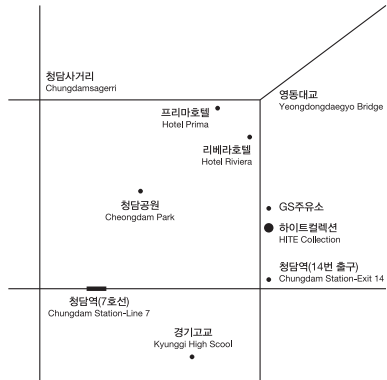 청담사거리
Chungdamsagerri
영동대교
Yeongdongdaegyo Bridge
프리마호텔
Hotel Prima
리베라호텔
Hotel Riviera
청담공원
Cheongdam Park
GS주유소
하이트컬렉션
HITE Collection
청담역(14번 출구)
Chungdam Station-Exit 14
청담역(7호선)
Chungdam Station-Line 7
경기고교
Kyunggi High Scool